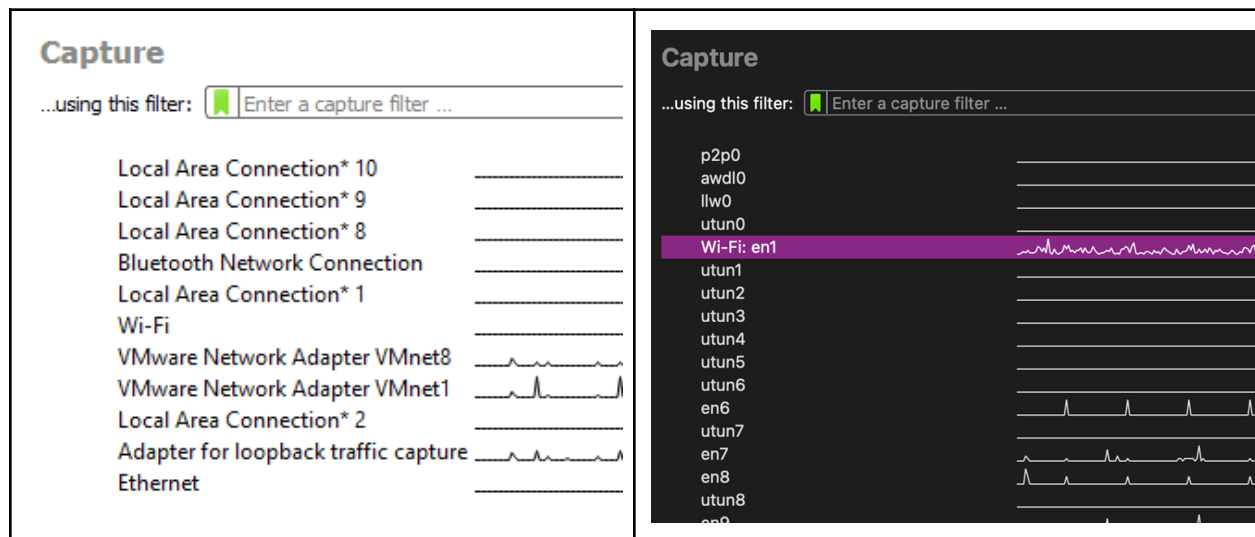 Capture
...using this filter:
Enter a capture filter ...
Local Area Connection* 10
Local Area Connection* 9
Local Area Connection* 8
Bluetooth Network Connection
Local Area Connection* 1
Wi-Fi
VMware Network Adapter VMnet8
VMware Network Adapter VMnet1
Local Area Connection* 2
Adapter for loopback traffic capture
Ethernet
Capture
...using this filter:
Enter a capture filter ...
p2p0
awdl0
llw0
utun0
Wi-Fi: en1
utun1
utun2
utun3
utun4
utun5
utun6
en6
utun7
en7
en8
utun8
en9